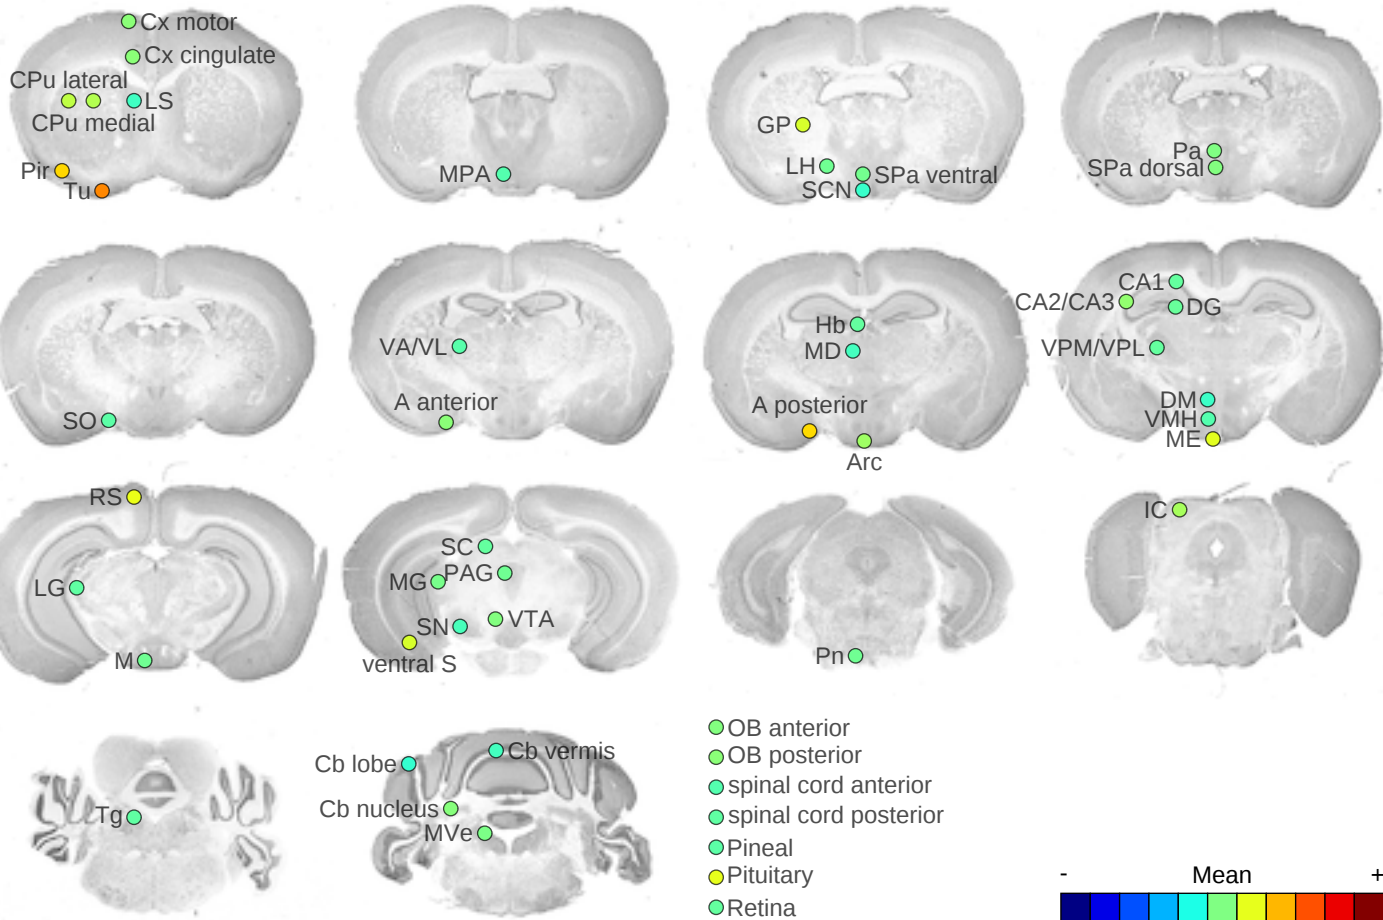 Cx motor
Cx cingulate
CPu lateral
LS
CPu medial
Pir
Tu
MPA
GP
LH
SPa ventral
SCN
Pa
SPa dorsal
SO
VA/VL
A anterior
Hb
MD
A posterior
Arc
CA1
CA2/CA3
DG
VPM/VPL
DM
VMH
ME
RS
LG
M
SC
PAG
MG
VTA
SN
ventral S
Pn
IC
Tg
Cb vermis
Cb lobe
Cb nucleus
MVe
OB anterior
OB posterior
spinal cord anterior
spinal cord posterior
Pineal
Pituitary
Retina
- Mean +